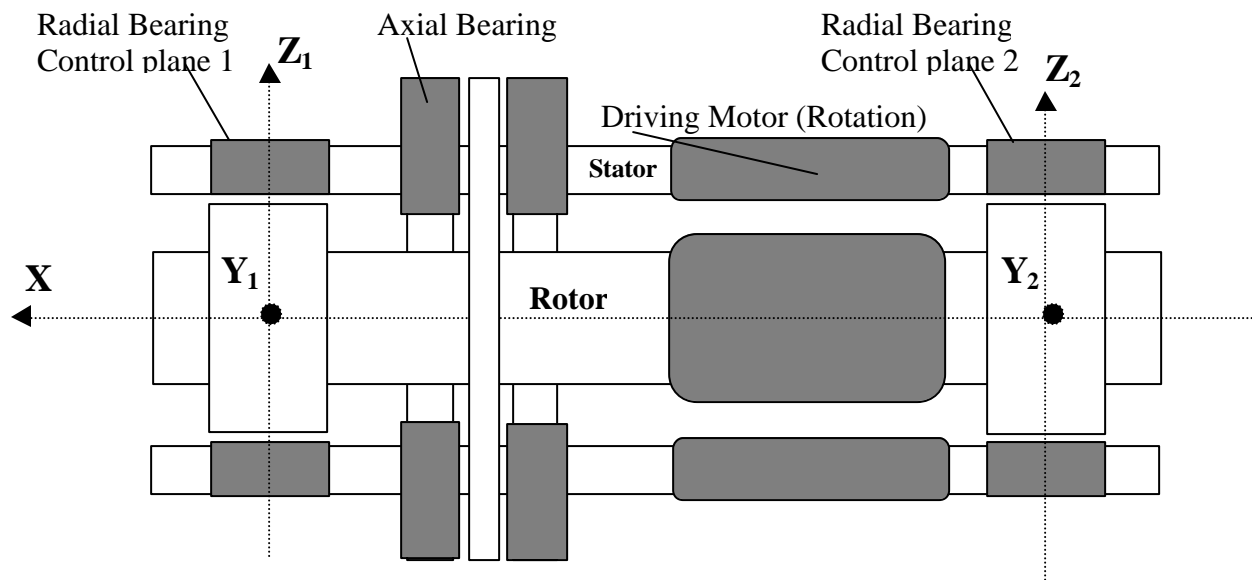 Radial Bearing
Control plane 1
Z1
Axial Bearing
Radial Bearing
Control plane 2
Z2
Driving Motor (Rotation)
Stator
X
Y1
Rotor
Y2